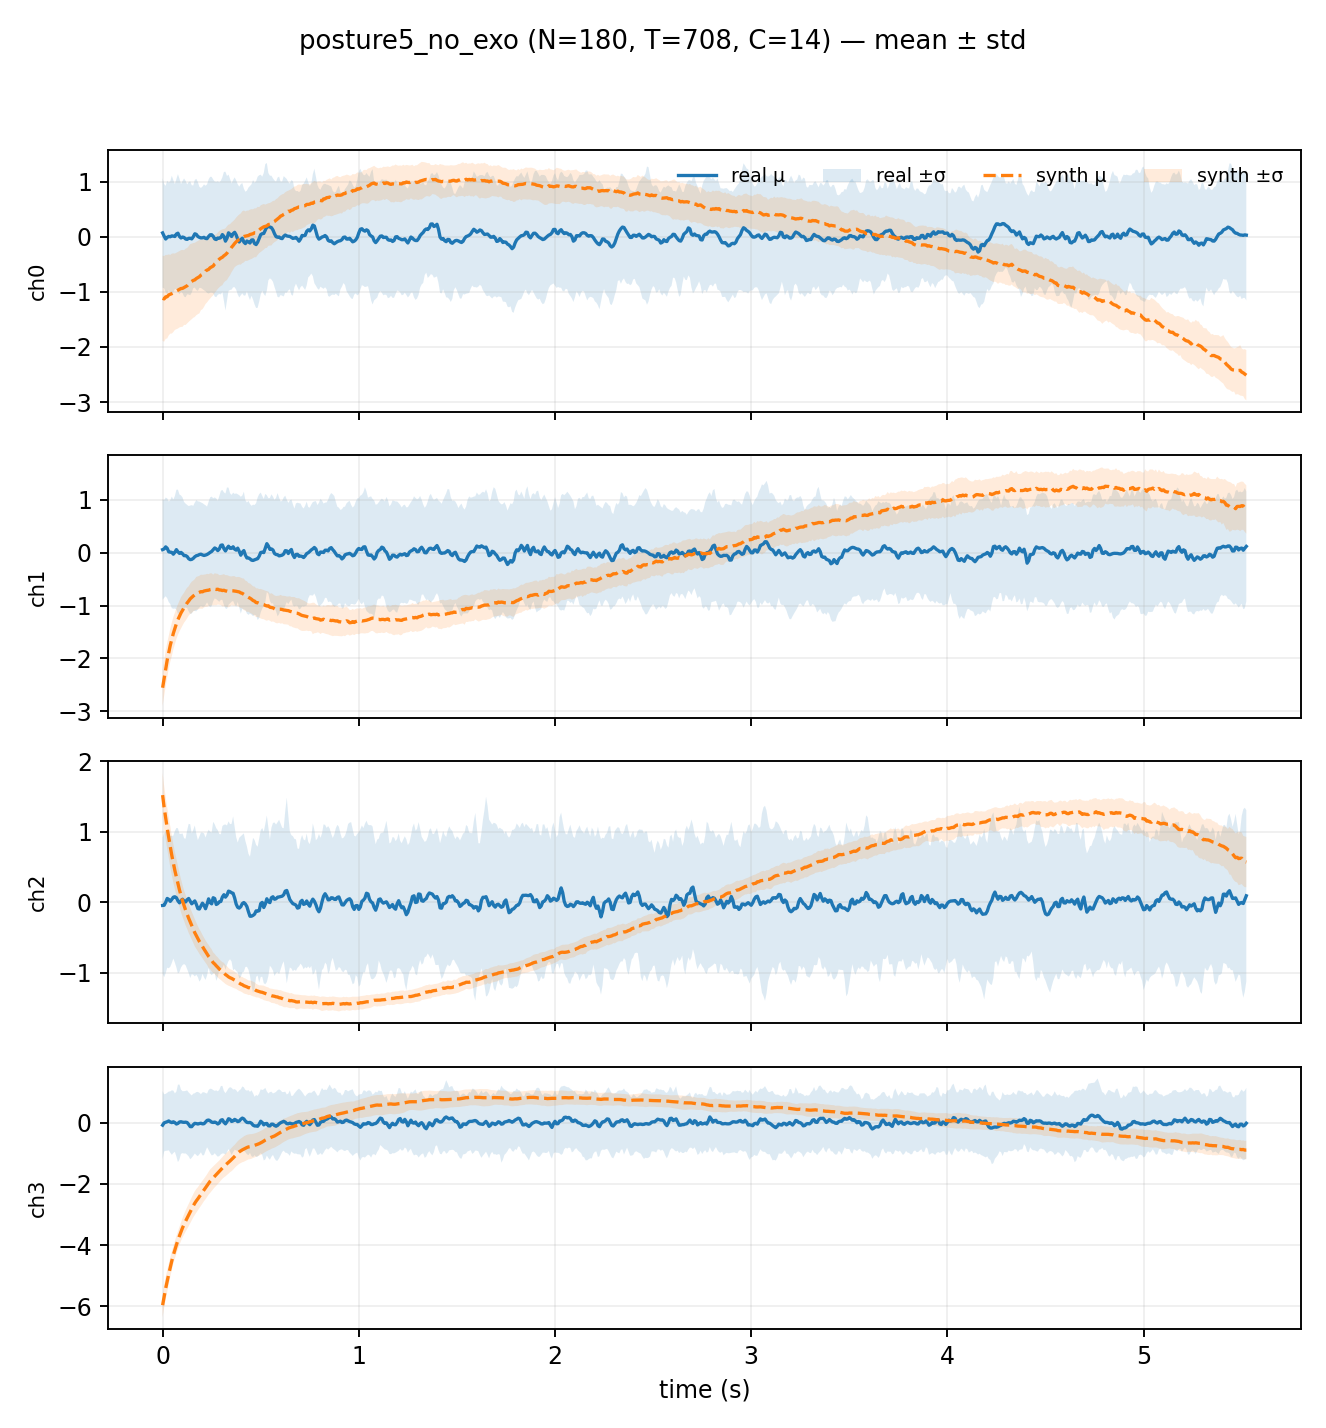 posture5_no_exo (N=180, T=708, C=14) — mean ± std
real μ real ±σ synth μ synth ±σ
1
0
−1
−2
−3
ch0
1
0
−1
−2
−3
ch1
2
1
0
−1
ch2
0
−2
−4
−6
ch3
0 1 2 3 4 5
time (s)